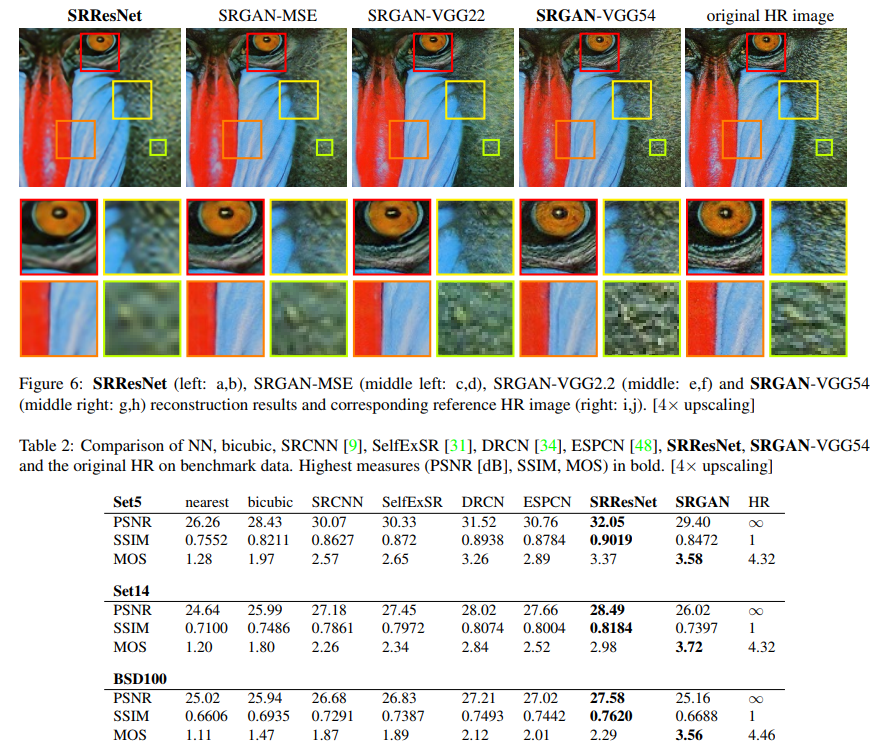 SRResNet SRGAN-MSE SRGAN-VGG22 SRGAN-VGG54 original HR image
Figure 6: SRResNet (left: a,b), SRGAN-MSE (middle left: c,d), SRGAN-VGG2.2 (middle: e,f) and SRGAN-VGG54
(middle right: g,h) reconstruction results and corresponding reference HR image (right: i,j). [4× upscaling]
Table 2: Comparison of NN, bicubic, SRCNN [9], SelfExSR [31], DRCN [34], ESPCN [48], SRResNet, SRGAN-VGG54
and the original HR on benchmark data. Highest measures (PSNR [dB], SSIM, MOS) in bold. [4× upscaling]
Set5 nearest bicubic SRCNN SelfExSR DRCN ESPCN SRResNet SRGAN HR
PSNR 26.26 28.43 30.07 30.33 31.52 30.76 32.05 29.40 ∞
SSIM 0.7552 0.8211 0.8627 0.872 0.8938 0.8784 0.9019 0.8472 1
MOS 1.28 1.97 2.57 2.65 3.26 2.89 3.37 3.58 4.32
Set14
PSNR 24.64 25.99 27.18 27.45 28.02 27.66 28.49 26.02 ∞
SSIM 0.7100 0.7486 0.7861 0.7972 0.8074 0.8004 0.8184 0.7397 1
MOS 1.20 1.80 2.26 2.34 2.84 2.52 2.98 3.72 4.32
BSD100
PSNR 25.02 25.94 26.68 26.83 27.21 27.02 27.58 25.16 ∞
SSIM 0.6606 0.6935 0.7291 0.7387 0.7493 0.7442 0.7620 0.6688 1
MOS 1.11 1.47 1.87 1.89 2.12 2.01 2.29 3.56 4.46